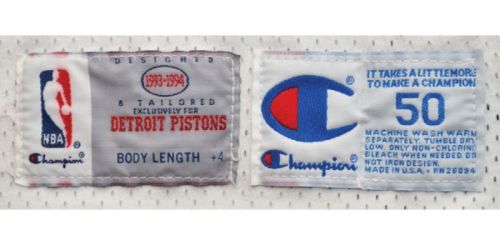 DESIGNED
1993-1994
& TAILORED
EXCLUSIVELY FOR
DETROIT PISTONS
BODY LENGTH +4
NBA
Champion
Champion
IT TAKES A LITTLE MORE
TO MAKE A CHAMPION
50
MACHINE WASH WARM
SEPARATELY. TUMBLE DRY
LOW. ONLY NON-CHLORINE
BLEACH WHEN NEEDED. DO
NOT IRON DESIGN.
MADE IN U.S.A. • RN26094